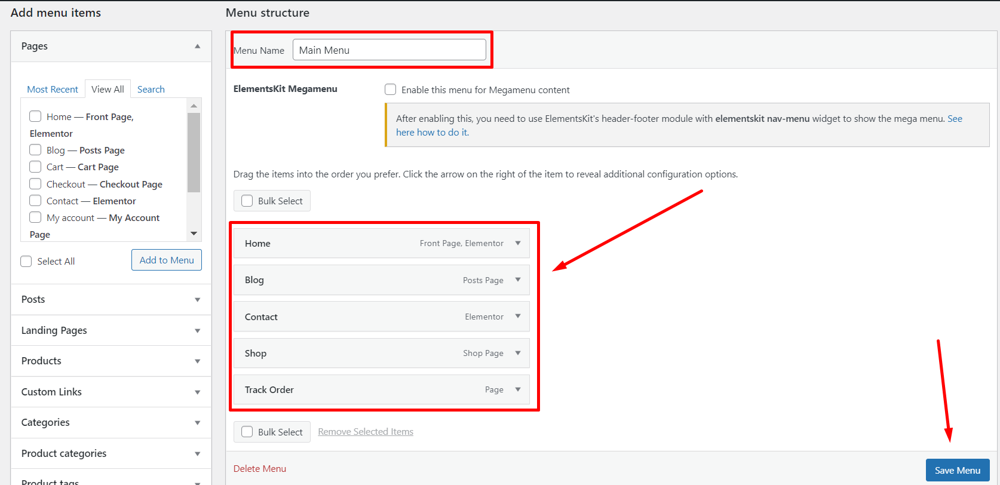 Add menu items
Pages
Most Recent
View All
Search
Home — Front Page,
Elementor
Blog — Posts Page
Cart — Cart Page
Checkout — Checkout Page
Contact — Elementor
My account — My Account
Page
Select All
Add to Menu
Posts
Landing Pages
Products
Custom Links
Categories
Product categories
Product tags
Menu structure
Menu Name
Main Menu
ElementsKit Megamenu
Enable this menu for Megamenu content
After enabling this, you need to use ElementsKit's header-footer module with elementskit nav-menu widget to show the mega menu. See
here how to do it.
Drag the items into the order you prefer. Click the arrow on the right of the item to reveal additional configuration options.
Bulk Select
Home Front Page, Elementor
Blog Posts Page
Contact Elementor
Shop Shop Page
Track Order Page
Bulk Select
Remove Selected Items
Delete Menu
Save Menu